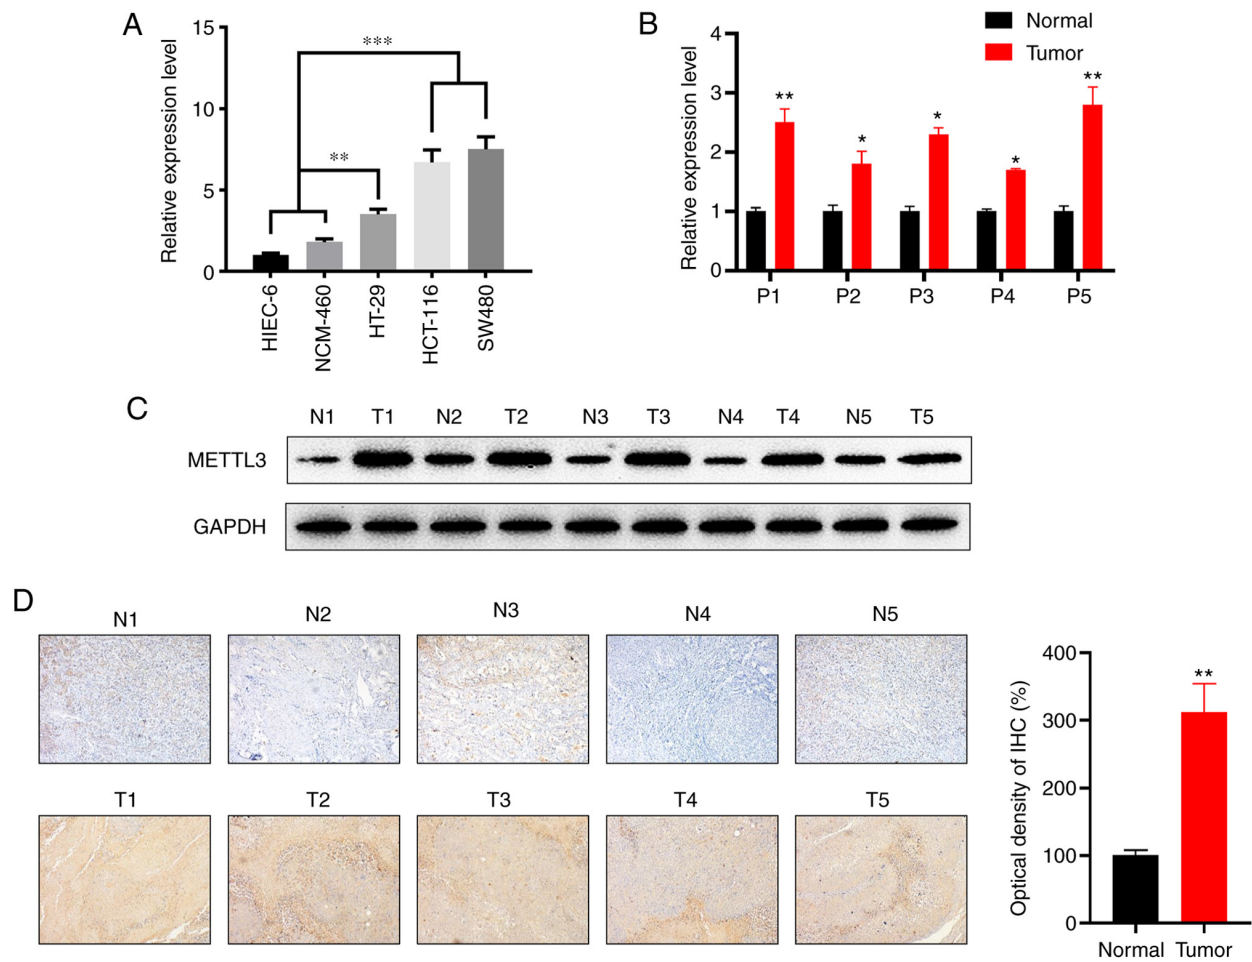 A
Relative expression level
15
10
5
0
***
**
HIEC-6
NCM-460
HT-29
HCT-116
SW480
B
Relative expression level
4
3
2
1
0
Normal
Tumor
**
*
*
*
**
P1 P2 P3 P4 P5
C
N1 T1 N2 T2 N3 T3 N4 T4 N5 T5
METTL3
GAPDH
D
N1 N2 N3 N4 N5
T1 T2 T3 T4 T5
Optical density of IHC (%)
400
300
200
100
0
**
Normal Tumor